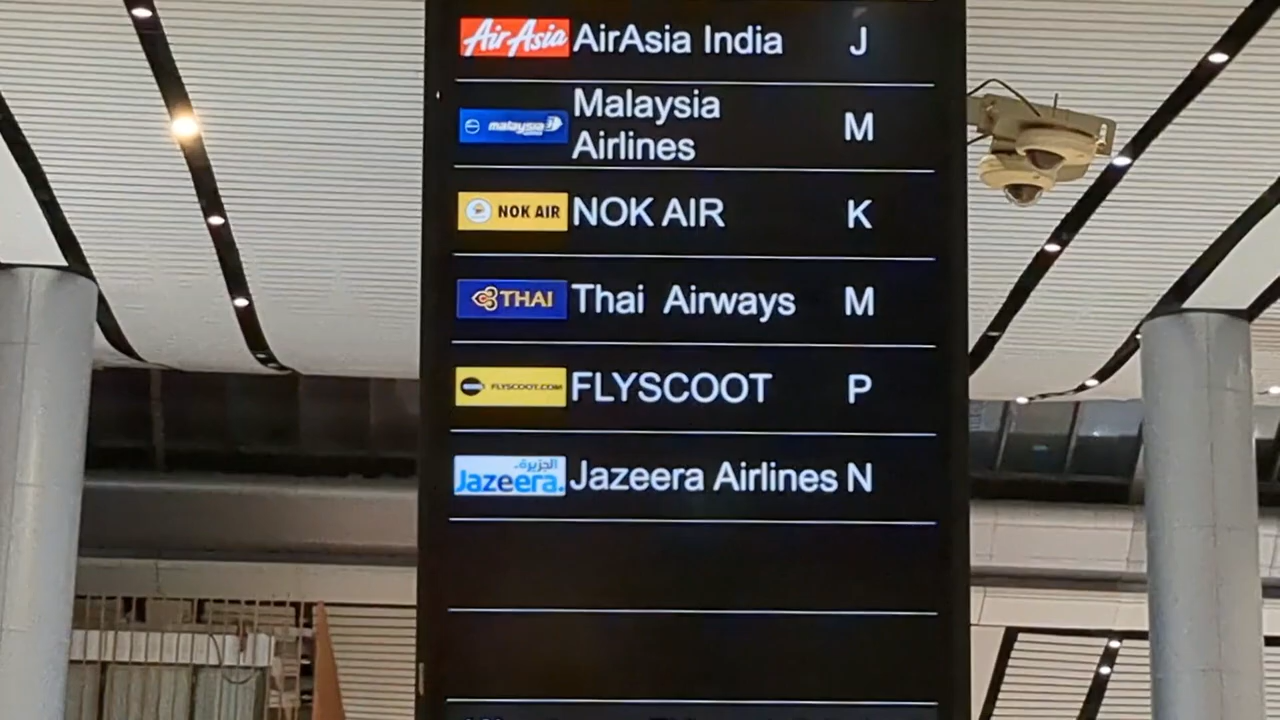 AirAsia AirAsia India J
Malaysia
malaysia M
Airlines
NOK AIR NOK AIR K
THAI Thai Airways M
FLYSCOOT.COM FLYSCOOT P
الجزيرة.
Jazeera. Jazeera Airlines N